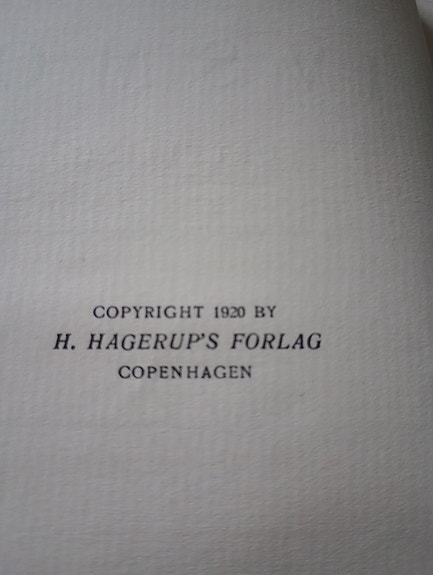 COPYRIGHT 1920 BY
H. HAGERUP'S FORLAG
COPENHAGEN